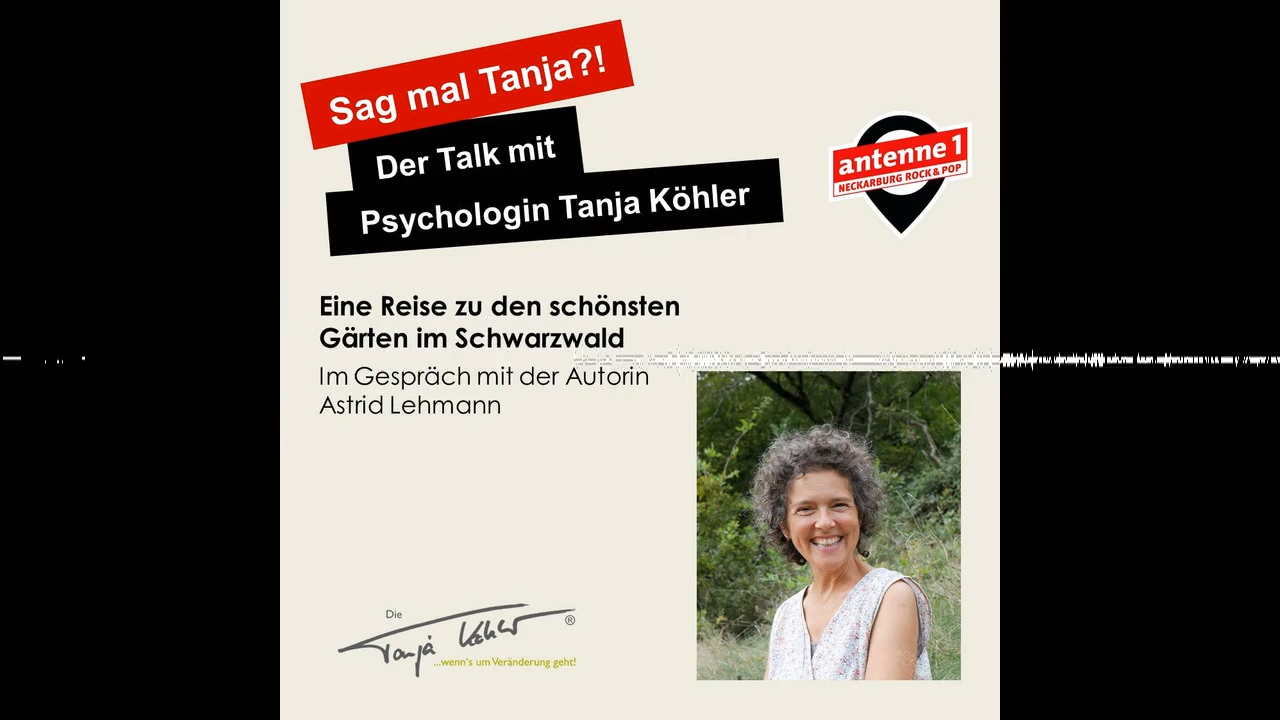 Sag mal Tanja?!
Der Talk mit
Psychologin Tanja Köhler
antenne 1
NECKARBURG ROCK & POP
Eine Reise zu den schönsten
Gärten im Schwarzwald
Im Gespräch mit der Autorin
Astrid Lehmann
Die
Tanja Köhler ®
...wenn's um Veränderung geht!